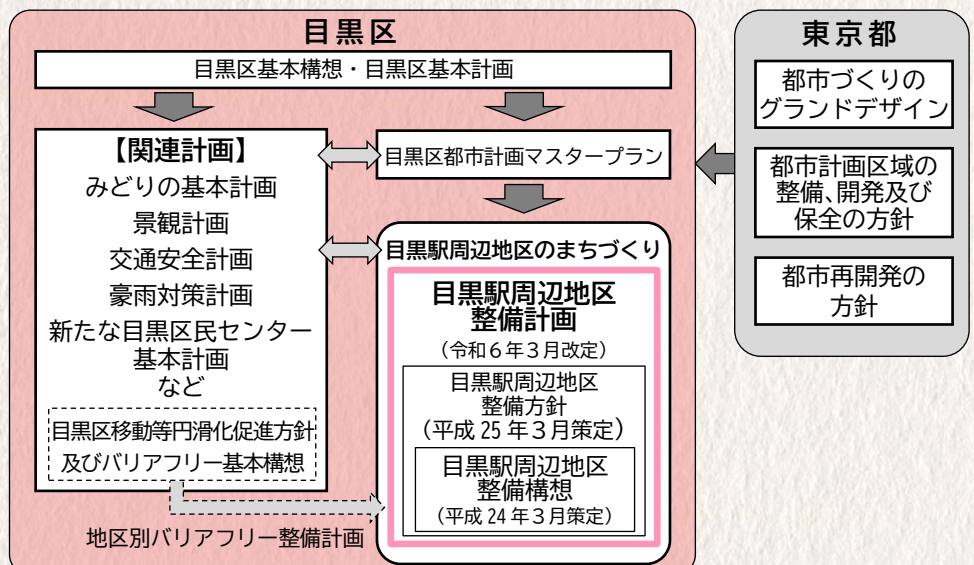 目黒区
目黒区基本構想・目黒区基本計画
【関連計画】
みどりの基本計画
景観計画
交通安全計画
豪雨対策計画
新たな目黒区民センター
基本計画
など
目黒区移動等円滑化促進方針
及びバリアフリー基本構想
地区別バリアフリー整備計画
目黒区都市計画マスタープラン
目黒駅周辺地区のまちづくり
目黒駅周辺地区
整備計画
(令和6年3月改定)
目黒駅周辺地区
整備方針
(平成25年3月策定)
目黒駅周辺地区
整備構想
(平成24年3月策定)
東京都
都市づくりの
グランドデザイン
都市計画区域の
整備、開発及び
保全の方針
都市再開発の
方針